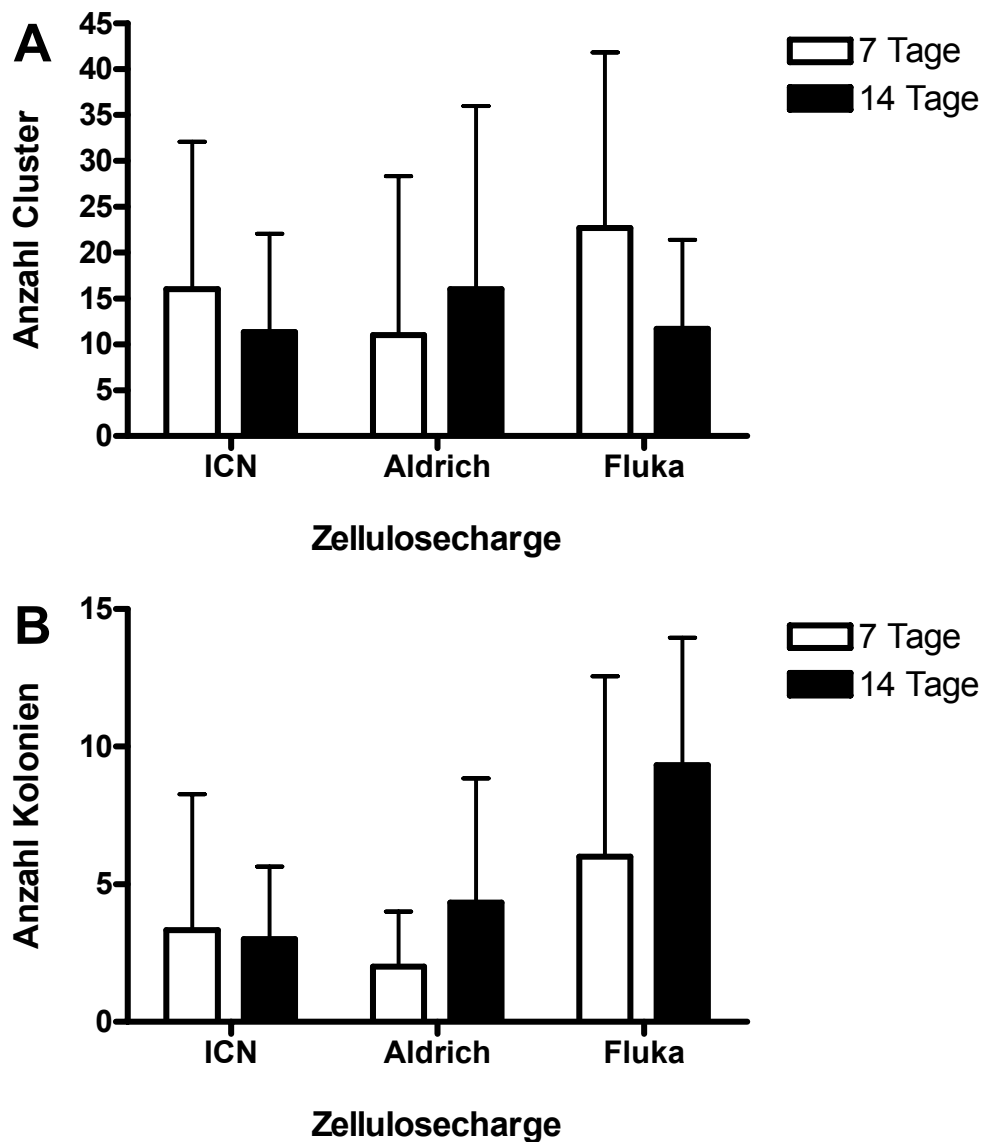 A
Anzahl Cluster
45
40
35
30
25
20
15
10
5
0
ICN Aldrich Fluka
Zellulosecharge
7 Tage
14 Tage
B
Anzahl Kolonien
15
10
5
0
ICN Aldrich Fluka
Zellulosecharge
7 Tage
14 Tage